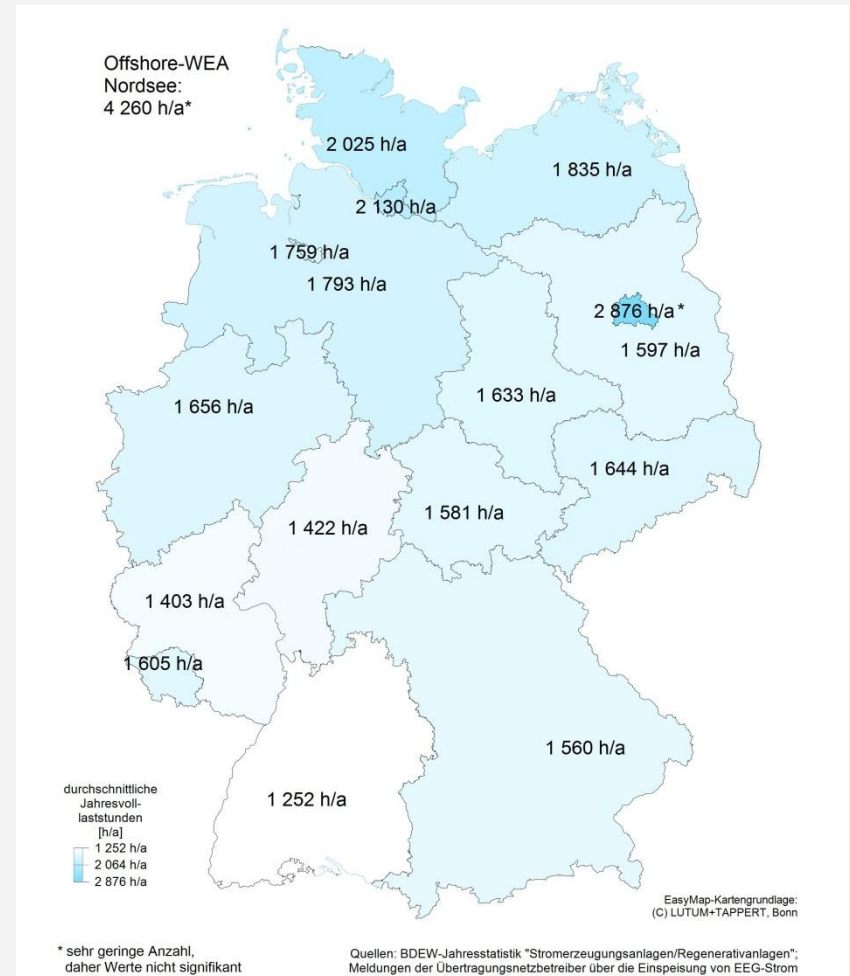 Offshore-WEA
Nordsee:
4 260 h/a*
2 025 h/a
1 835 h/a
2 130 h/a
1 759 h/a
1 793 h/a
2 876 h/a*
1 597 h/a
1 633 h/a
1 656 h/a
1 644 h/a
1 581 h/a
1 422 h/a
1 403 h/a
1 605 h/a
1 560 h/a
1 252 h/a
durchschnittliche
Jahresvoll-
laststunden
[h/a]
1 252 h/a
2 064 h/a
2 876 h/a
EasyMap-Kartengrundlage:
(C) LUTUM+TAPPERT, Bonn
* sehr geringe Anzahl,
daher Werte nicht signifikant
Quellen: BDEW-Jahresstatistik "Stromerzeugungsanlagen/Regenerativanlagen";
Meldungen der Übertragungsnetzbetreiber über die Einspeisung von EEG-Strom